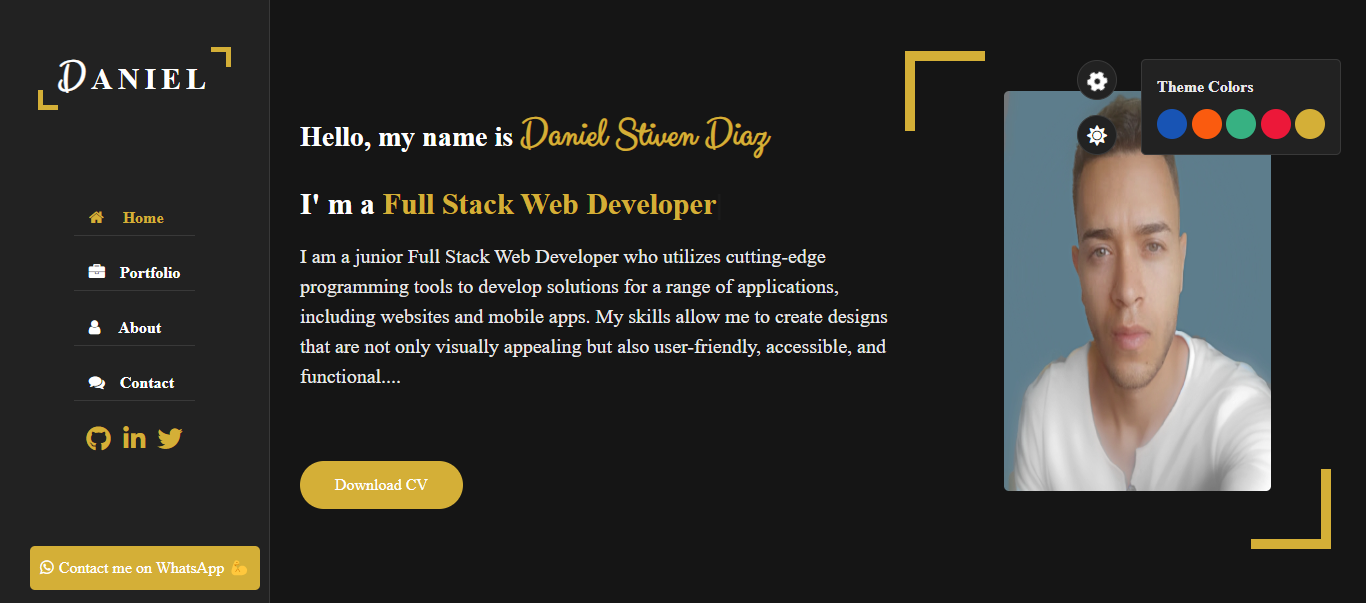 DANIEL
Home
Portfolio
About
Contact
Contact me on WhatsApp 💪
Hello, my name is Daniel Stiven Diaz
I' m a Full Stack Web Developer
I am a junior Full Stack Web Developer who utilizes cutting-edge
programming tools to develop solutions for a range of applications,
including websites and mobile apps. My skills allow me to create designs
that are not only visually appealing but also user-friendly, accessible, and
functional....
Download CV
Theme Colors